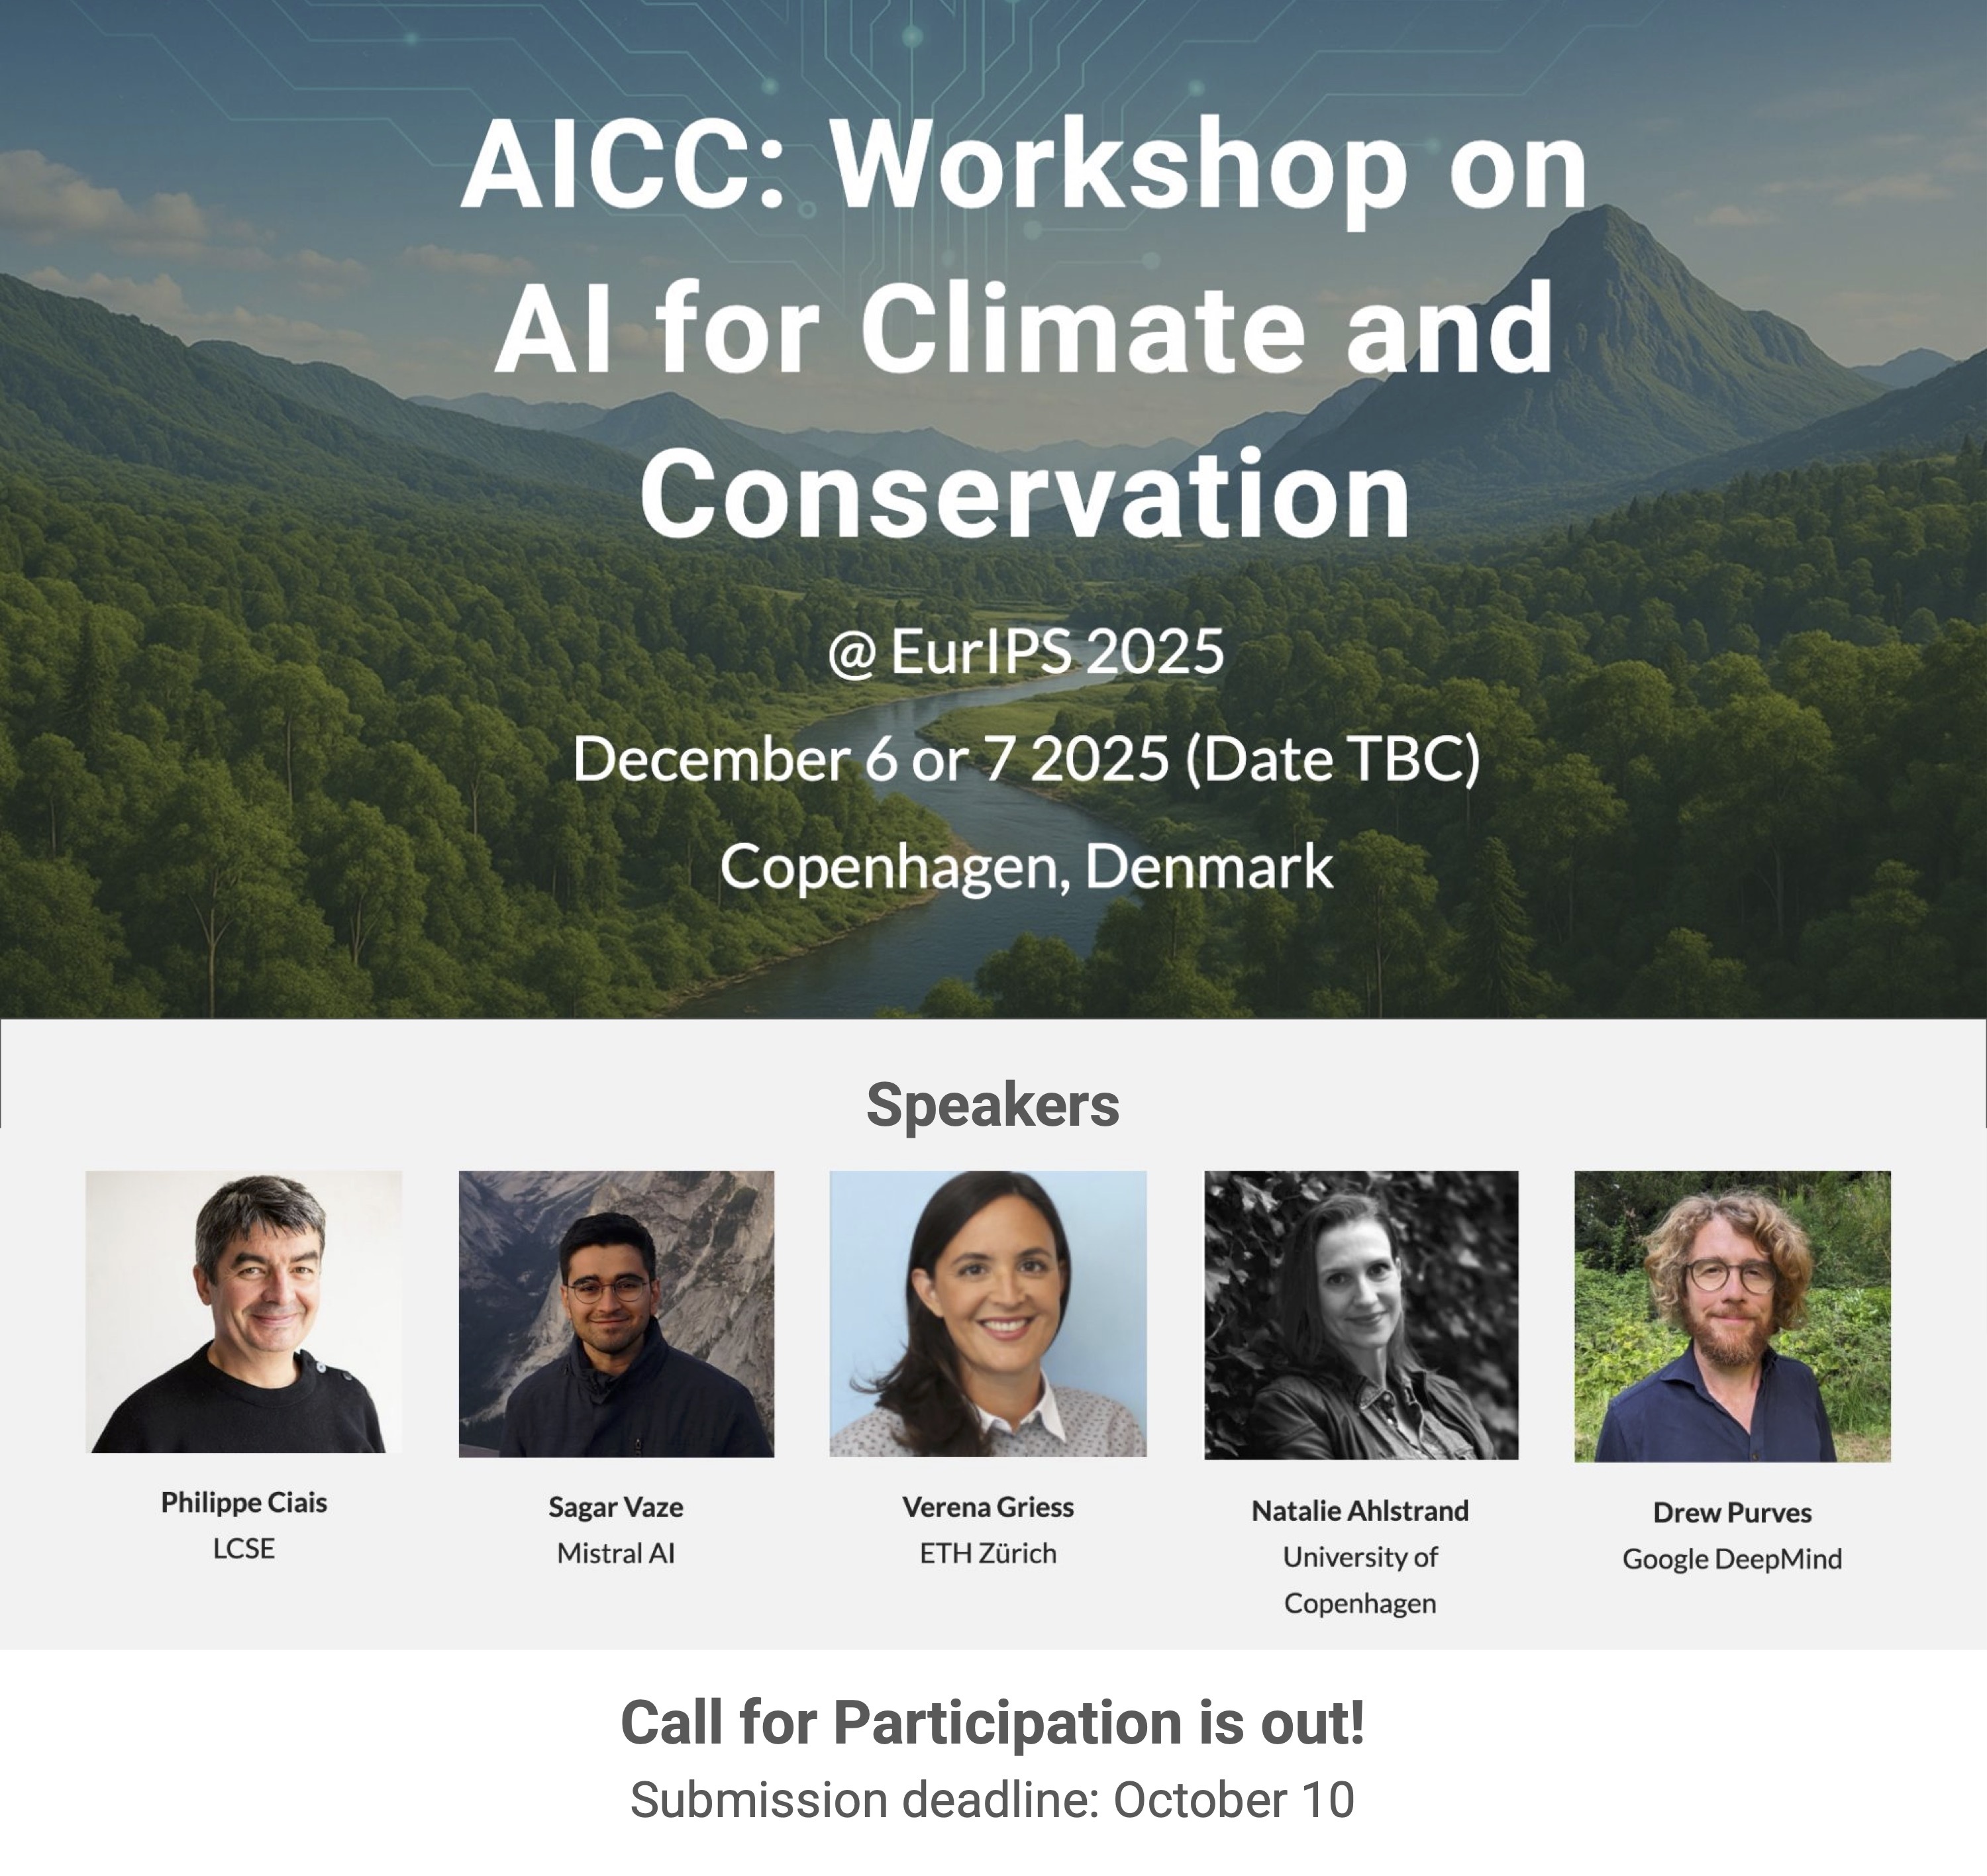 AICC: Workshop on
AI for Climate and
Conservation
@ EurIPS 2025
December 6 or 7 2025 (Date TBC)
Copenhagen, Denmark
Speakers
Philippe Ciais
LCSE
Sagar Vaze
Mistral AI
Verena Griess
ETH Zürich
Natalie Ahlstrand
University of
Copenhagen
Drew Purves
Google DeepMind
Call for Participation is out!
Submission deadline: October 10